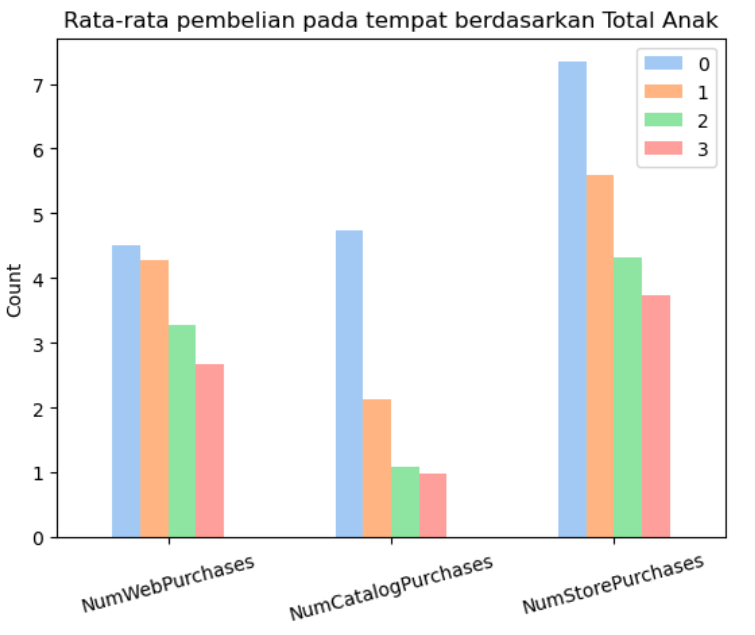 Rata-rata pembelian pada tempat berdasarkan Total Anak
0
1
2
3
7
6
5
4
3
2
1
0
Count
NumWebPurchases
NumCatalogPurchases
NumStorePurchases